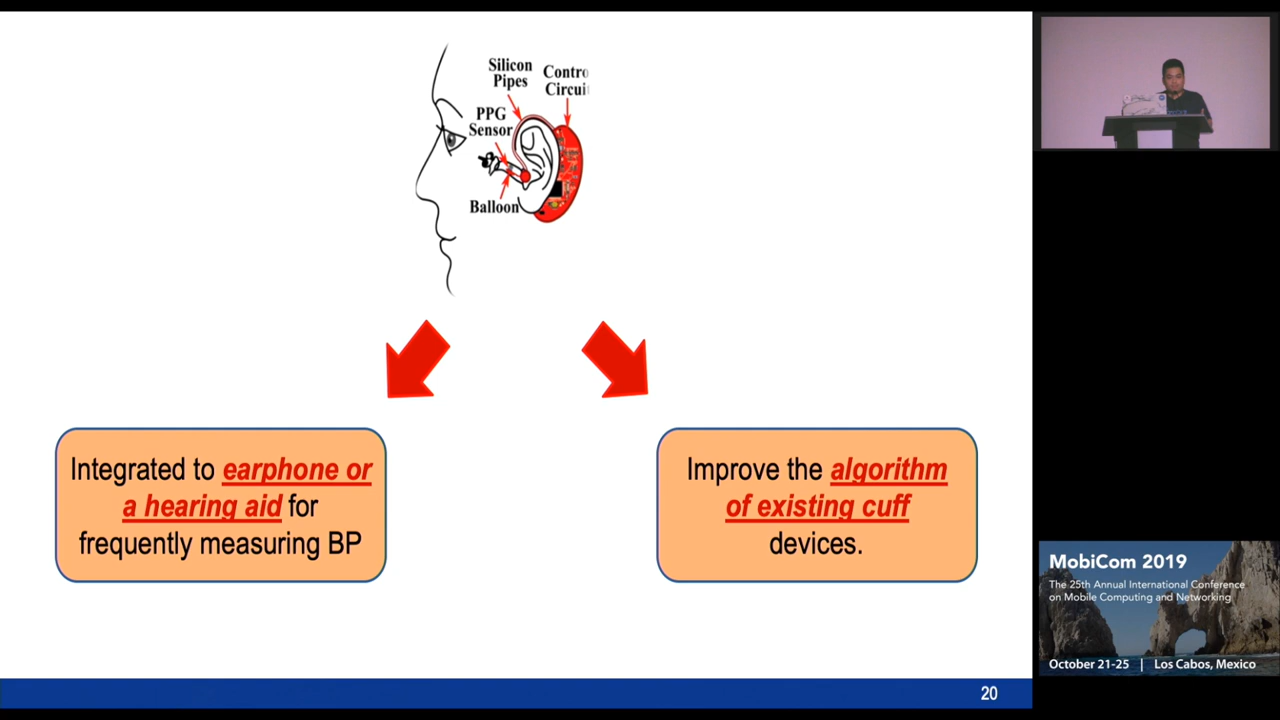 Silicon
Pipes
Contro
Circui
PPG
Sensor
Balloon
Integrated to earphone or
a hearing aid for
frequently measuring BP
Improve the algorithm
of existing cuff
devices.
20
MobiCom 2019
The 25th Annual International Conference
on Mobile Computing and Networking
October 21-25 | Los Cabos, Mexico